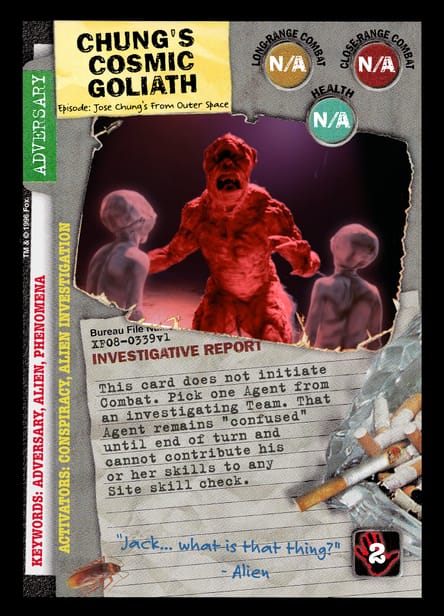 CHUNG'S
COSMIC
GOLIATH
Episode: Jose Chung's From Outer Space
LONG-RANGE COMBAT
N/A
CLOSE-RANGE COMBAT
N/A
HEALTH
N/A
ADVERSARY
TM & © 1996 Fox.
KEYWORDS: ADVERSARY, ALIEN, PHENOMENA
ACTIVATORS: CONSPIRACY, ALIEN INVESTIGATION
Bureau File
XF08-0339v1
INVESTIGATIVE REPORT
This card does not initiate
Combat. Pick one Agent from
an investigating Team. That
Agent remains "confused"
until end of turn and
cannot contribute his
or her skills to any
Site skill check.
"Jack... what is that thing?"
- Alien
2